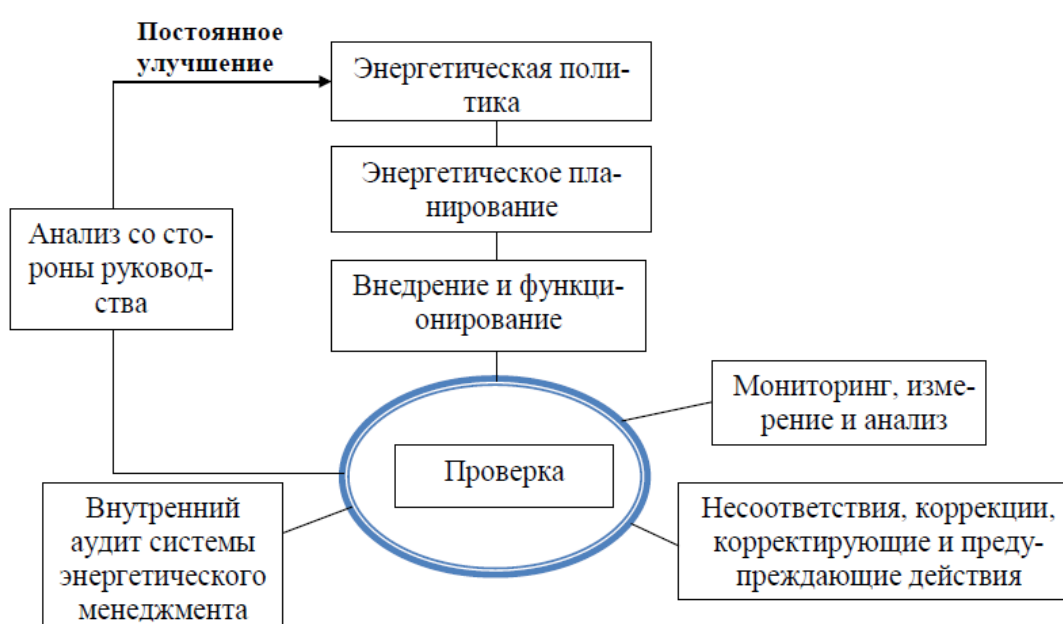 Постоянное
улучшение
Энергетическая поли-
тика
Энергетическое пла-
нирование
Анализ со сто-
роны руковод-
ства
Внедрение и функци-
онирование
Мониторинг, изме-
рение и анализ
Проверка
Внутренний
аудит системы
энергетического
менеджмента
Несоответствия, коррекции,
корректирующие и преду-
преждающие действия